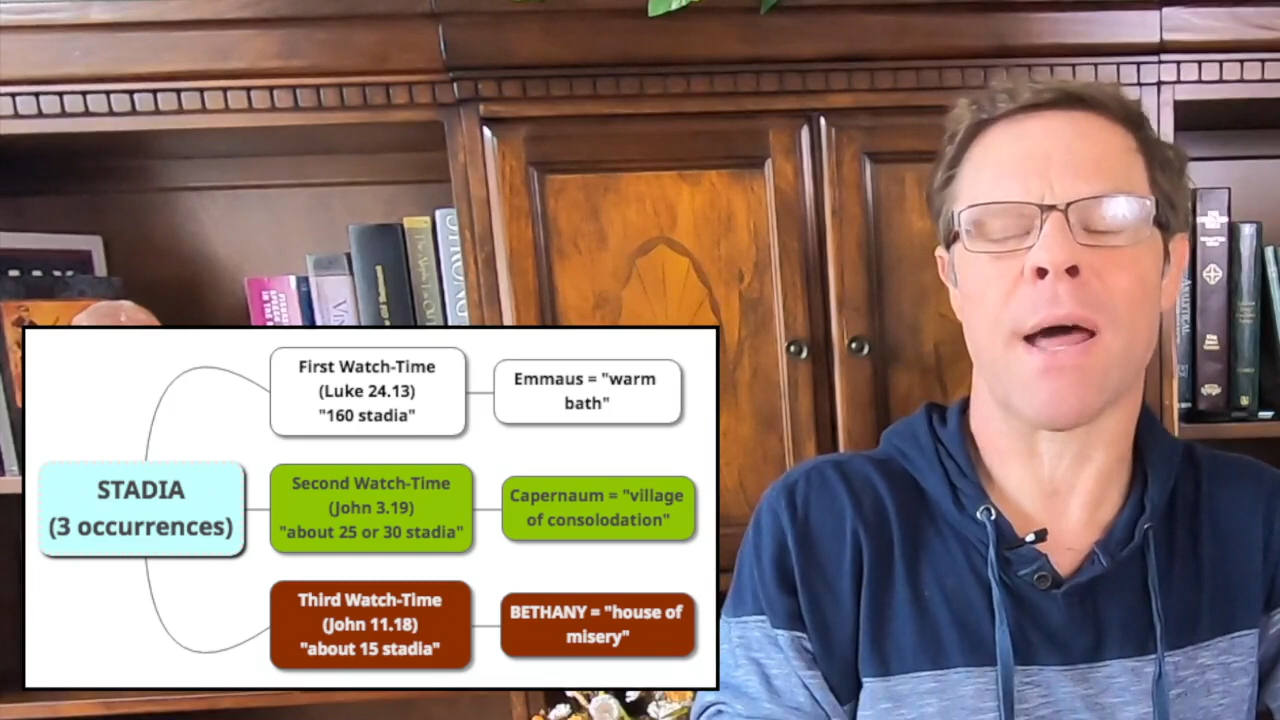 STRONG
First Watch-Time
(Luke 24.13)
"160 stadia"
Emmaus = "warm
bath"
STADIA
(3 occurrences)
Second Watch-Time
(John 3.19)
"about 25 or 30 stadia"
Capernaum = "village
of consolodation"
Third Watch-Time
(John 11.18)
"about 15 stadia"
BETHANY = "house of
misery"